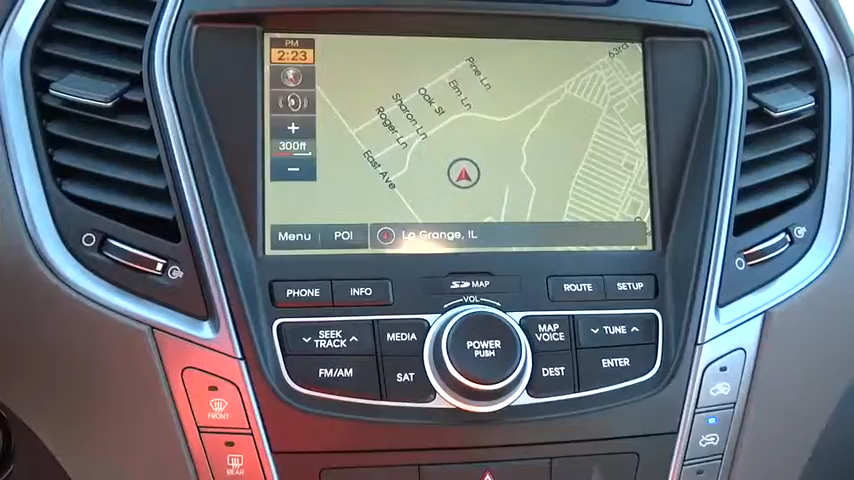 PM
2:23
+
300ft
−
63rd
Pine Ln
Elm Ln
Oak St
Sharon Ln
Roger Ln
East Ave
Menu
POI
La Grange, IL
PHONE
INFO
SD MAP
ROUTE
SETUP
VOL
SEEK
TRACK
MEDIA
POWER
PUSH
MAP
VOICE
TUNE
FM/AM
SAT
DEST
ENTER
FRONT
REAR